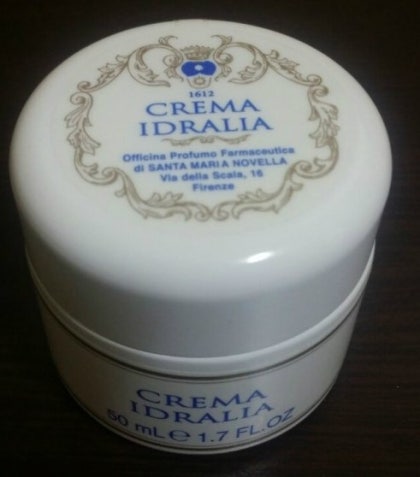 1612
CREMA
IDRALIA
Officina Profumo Farmaceutica
di SANTA MARIA NOVELLA
Via della Scala, 16
Firenze
CREMA
IDRALIA
50 mL e 1.7 FL.OZ